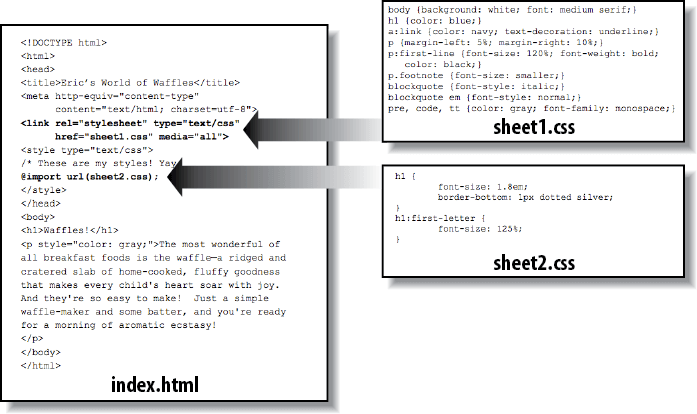 <!DOCTYPE html>
<html>
<head>
<title>Eric's World of Waffles</title>
<meta http-equiv="content-type"
content="text/html; charset=utf-8">
<link rel="stylesheet" type="text/css"
href="sheet1.css" media="all">
<style type="text/css">
/* These are my styles! Yay
@import url(sheet2.css);
</style>
</head>
<body>
<h1>Waffles!</h1>
<p style="color: gray;">The most wonderful of
all breakfast foods is the waffle—a ridged and
cratered slab of home-cooked, fluffy goodness
that makes every child's heart soar with joy.
And they're so easy to make!  Just a simple
waffle-maker and some batter, and you're ready
for a morning of aromatic ecstasy!
</p>
</body>
</html>
index.html
body {background: white; font: medium serif;}
h1 {color: blue;}
a:link {color: navy; text-decoration: underline;}
p {margin-left: 5%; margin-right: 10%;}
p:first-line {font-size: 120%; font-weight: bold;
color: black;}
p.footnote {font-size: smaller;}
blockquote {font-style: italic;}
blockquote em {font-style: normal;}
pre, code, tt {color: gray; font-family: monospace;}
sheet1.css
h1 {
font-size: 1.8em;
border-bottom: 1px dotted silver;
}
h1:first-letter {
font-size: 125%;
}
sheet2.css